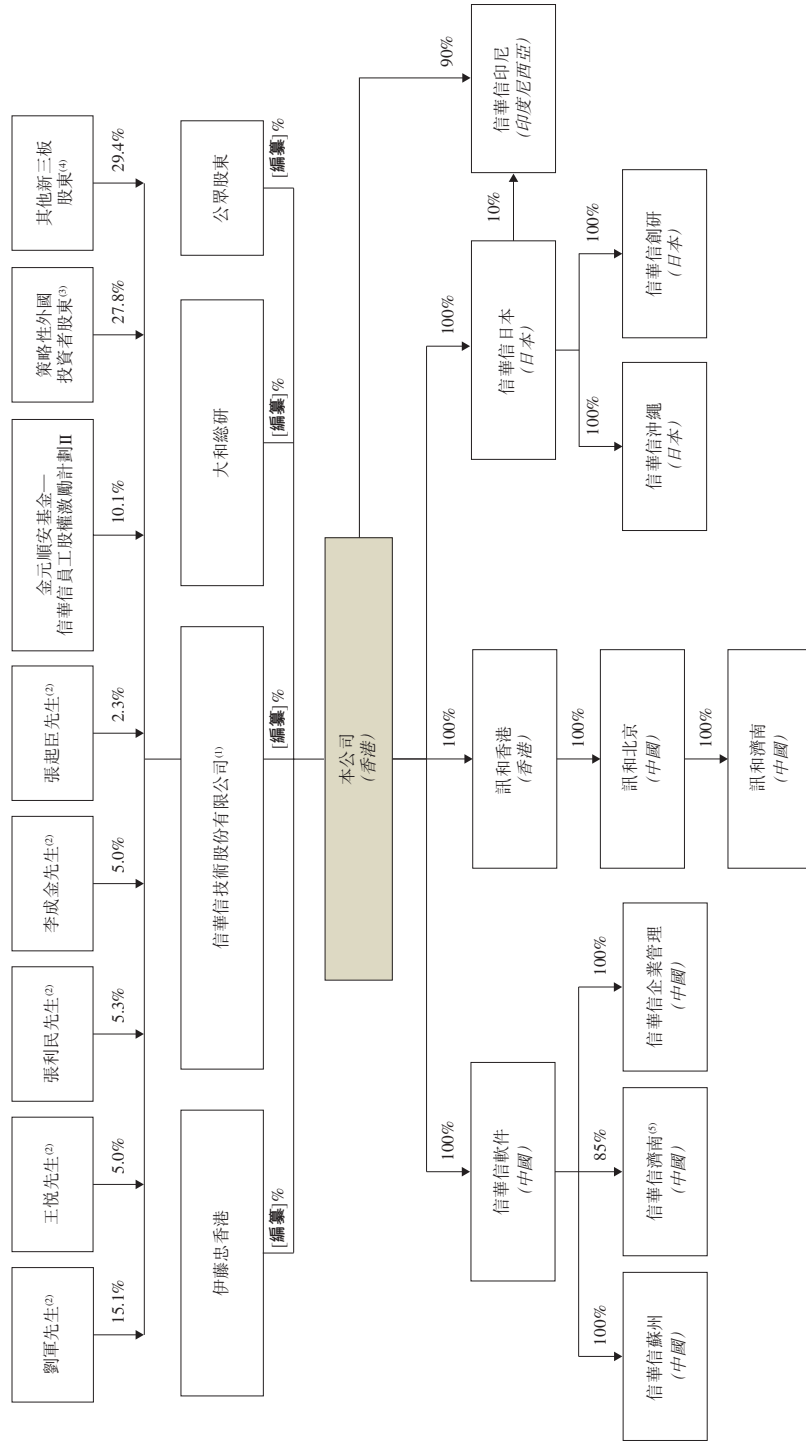 劉軍先生(2)
王悦先生(2)
張利民先生(2)
李成金先生(2)
張起臣先生(2)
金元順安基金—
信華信員工股權激勵計劃II
策略性外國
投資者股東(3)
其他新三板
股東(4)
15.1%
5.0%
5.3%
5.0%
2.3%
10.1%
27.8%
29.4%
伊藤忠香港
信華信技術股份有限公司(1)
大和総研
公眾股東
[編纂]%
[編纂]%
[編纂]%
[編纂]%
本公司
(香港)
100%
100%
100%
90%
信華信軟件
(中國)
訊和香港
(香港)
信華信日本
(日本)
10%
信華信印尼
(印度尼西亞)
100%
85%
100%
100%
100%
100%
信華信蘇州
(中國)
信華信濟南(5)
(中國)
信華信企業管理
(中國)
訊和北京
(中國)
信華信沖繩
(日本)
信華信創研
(日本)
100%
訊和濟南
(中國)